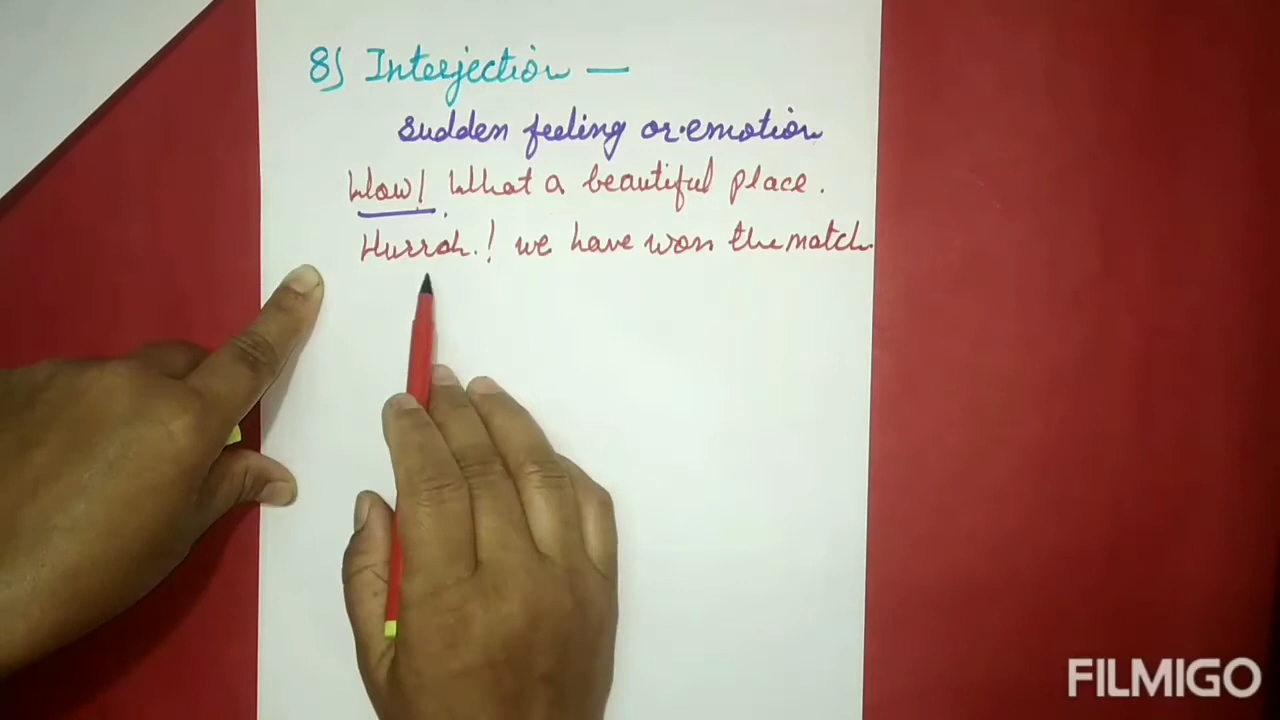 8) Interjection —
Sudden feeling or emotion
Wow! What a beautiful place.
Hurrah.! we have won the match
FILMIGO